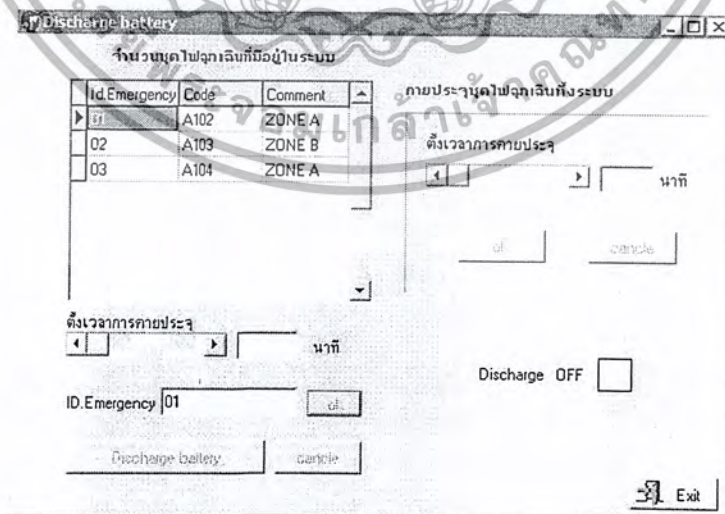 Discharge battery
จำนวนชุดไฟฉุกเฉินที่มีอยู่ในระบบ
Id.Emergency Code Comment
01 A102 ZONE A
02 A103 ZONE B
03 A104 ZONE A
ตั้งเวลาการคายประจุ
นาที
ID.Emergency 01 ok
Discharge battety cancle
คายประจุชุดไฟฉุกเฉินทั้งระบบ
ตั้งเวลาการคายประจุ
นาที
ok cancle
Discharge OFF
Exit